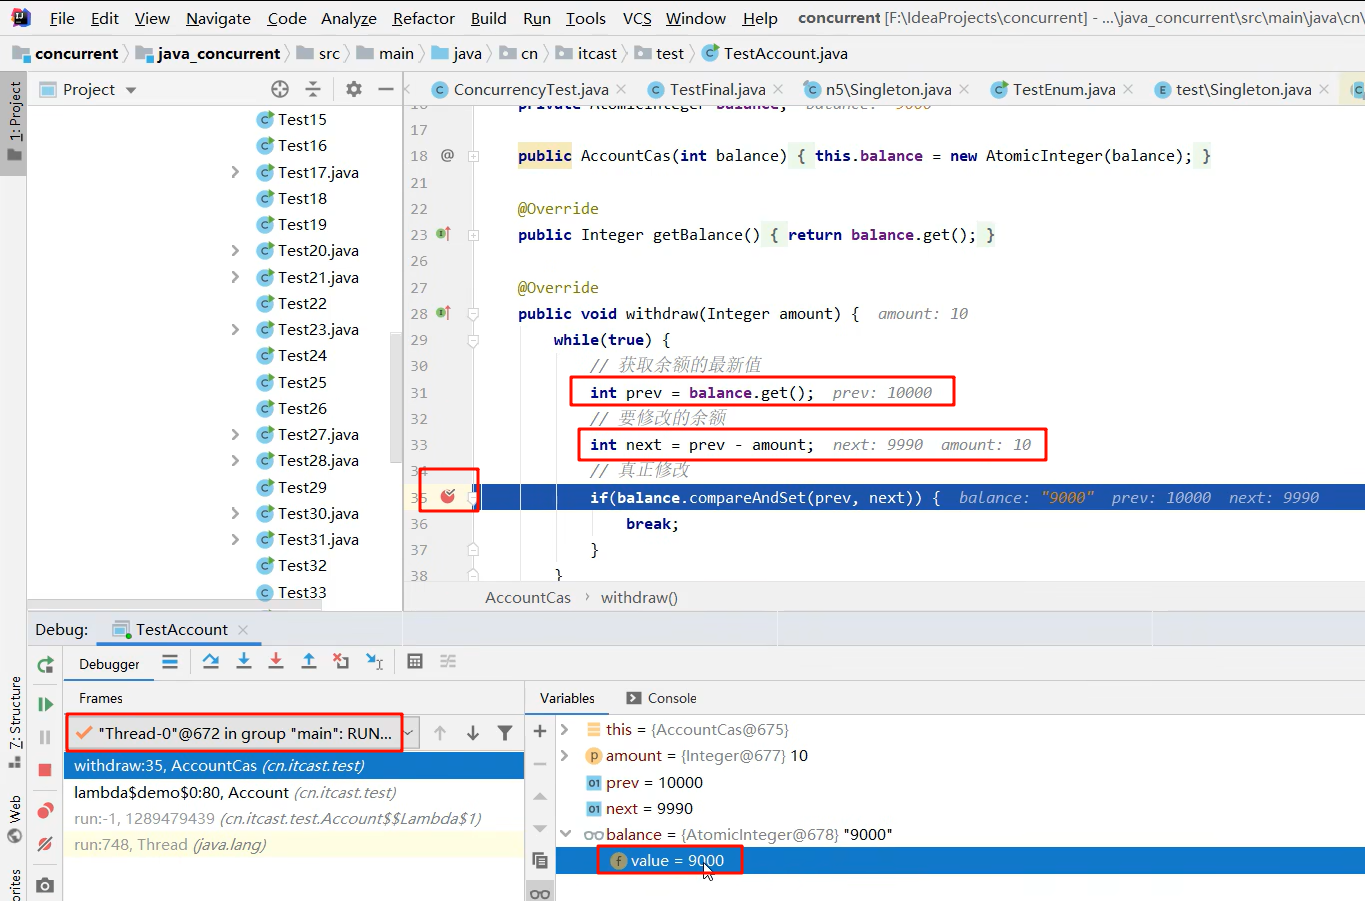 File Edit View Navigate Code Analyze Refactor Build Run Tools VCS Window Help concurrent [F:\IdeaProjects\concurrent] - ...\java_concurrent\src\main\java\cn\
concurrent java_concurrent src main java cn itcast test TestAccount.java
1: Project
Project
ConcurrencyTest.java TestFinal.java n5\Singleton.java TestEnum.java test\Singleton.java
Test15
Test16
Test17.java
Test18
Test19
Test20.java
Test21.java
Test22
Test23.java
Test24
Test25
Test26
Test27.java
Test28.java
Test29
Test30.java
Test31.java
Test32
Test33
16 private AtomicInteger balance; balance: "9000"
17
18 @ public AccountCas(int balance) { this.balance = new AtomicInteger(balance); }
21
22 @Override
23 public Integer getBalance() { return balance.get(); }
26
27 @Override
28 public void withdraw(Integer amount) { amount: 10
29 while(true) {
30 // 获取余额的最新值
31 int prev = balance.get(); prev: 10000
32 // 要修改的余额
33 int next = prev - amount; next: 9990 amount: 10
34 // 真正修改
35 if(balance.compareAndSet(prev, next)) { balance: "9000" prev: 10000 next: 9990
36 break;
37 }
38 }
AccountCas › withdraw()
Debug: TestAccount
Debugger
Frames
"Thread-0"@672 in group "main": RUN...
withdraw:35, AccountCas (cn.itcast.test)
lambda$demo$0:80, Account (cn.itcast.test)
run:-1, 1289479439 (cn.itcast.test.Account$$Lambda$1)
run:748, Thread (java.lang)
Variables Console
this = {AccountCas@675}
amount = {Integer@677} 10
prev = 10000
next = 9990
balance = {AtomicInteger@678} "9000"
value = 9000
7: Structure
Web